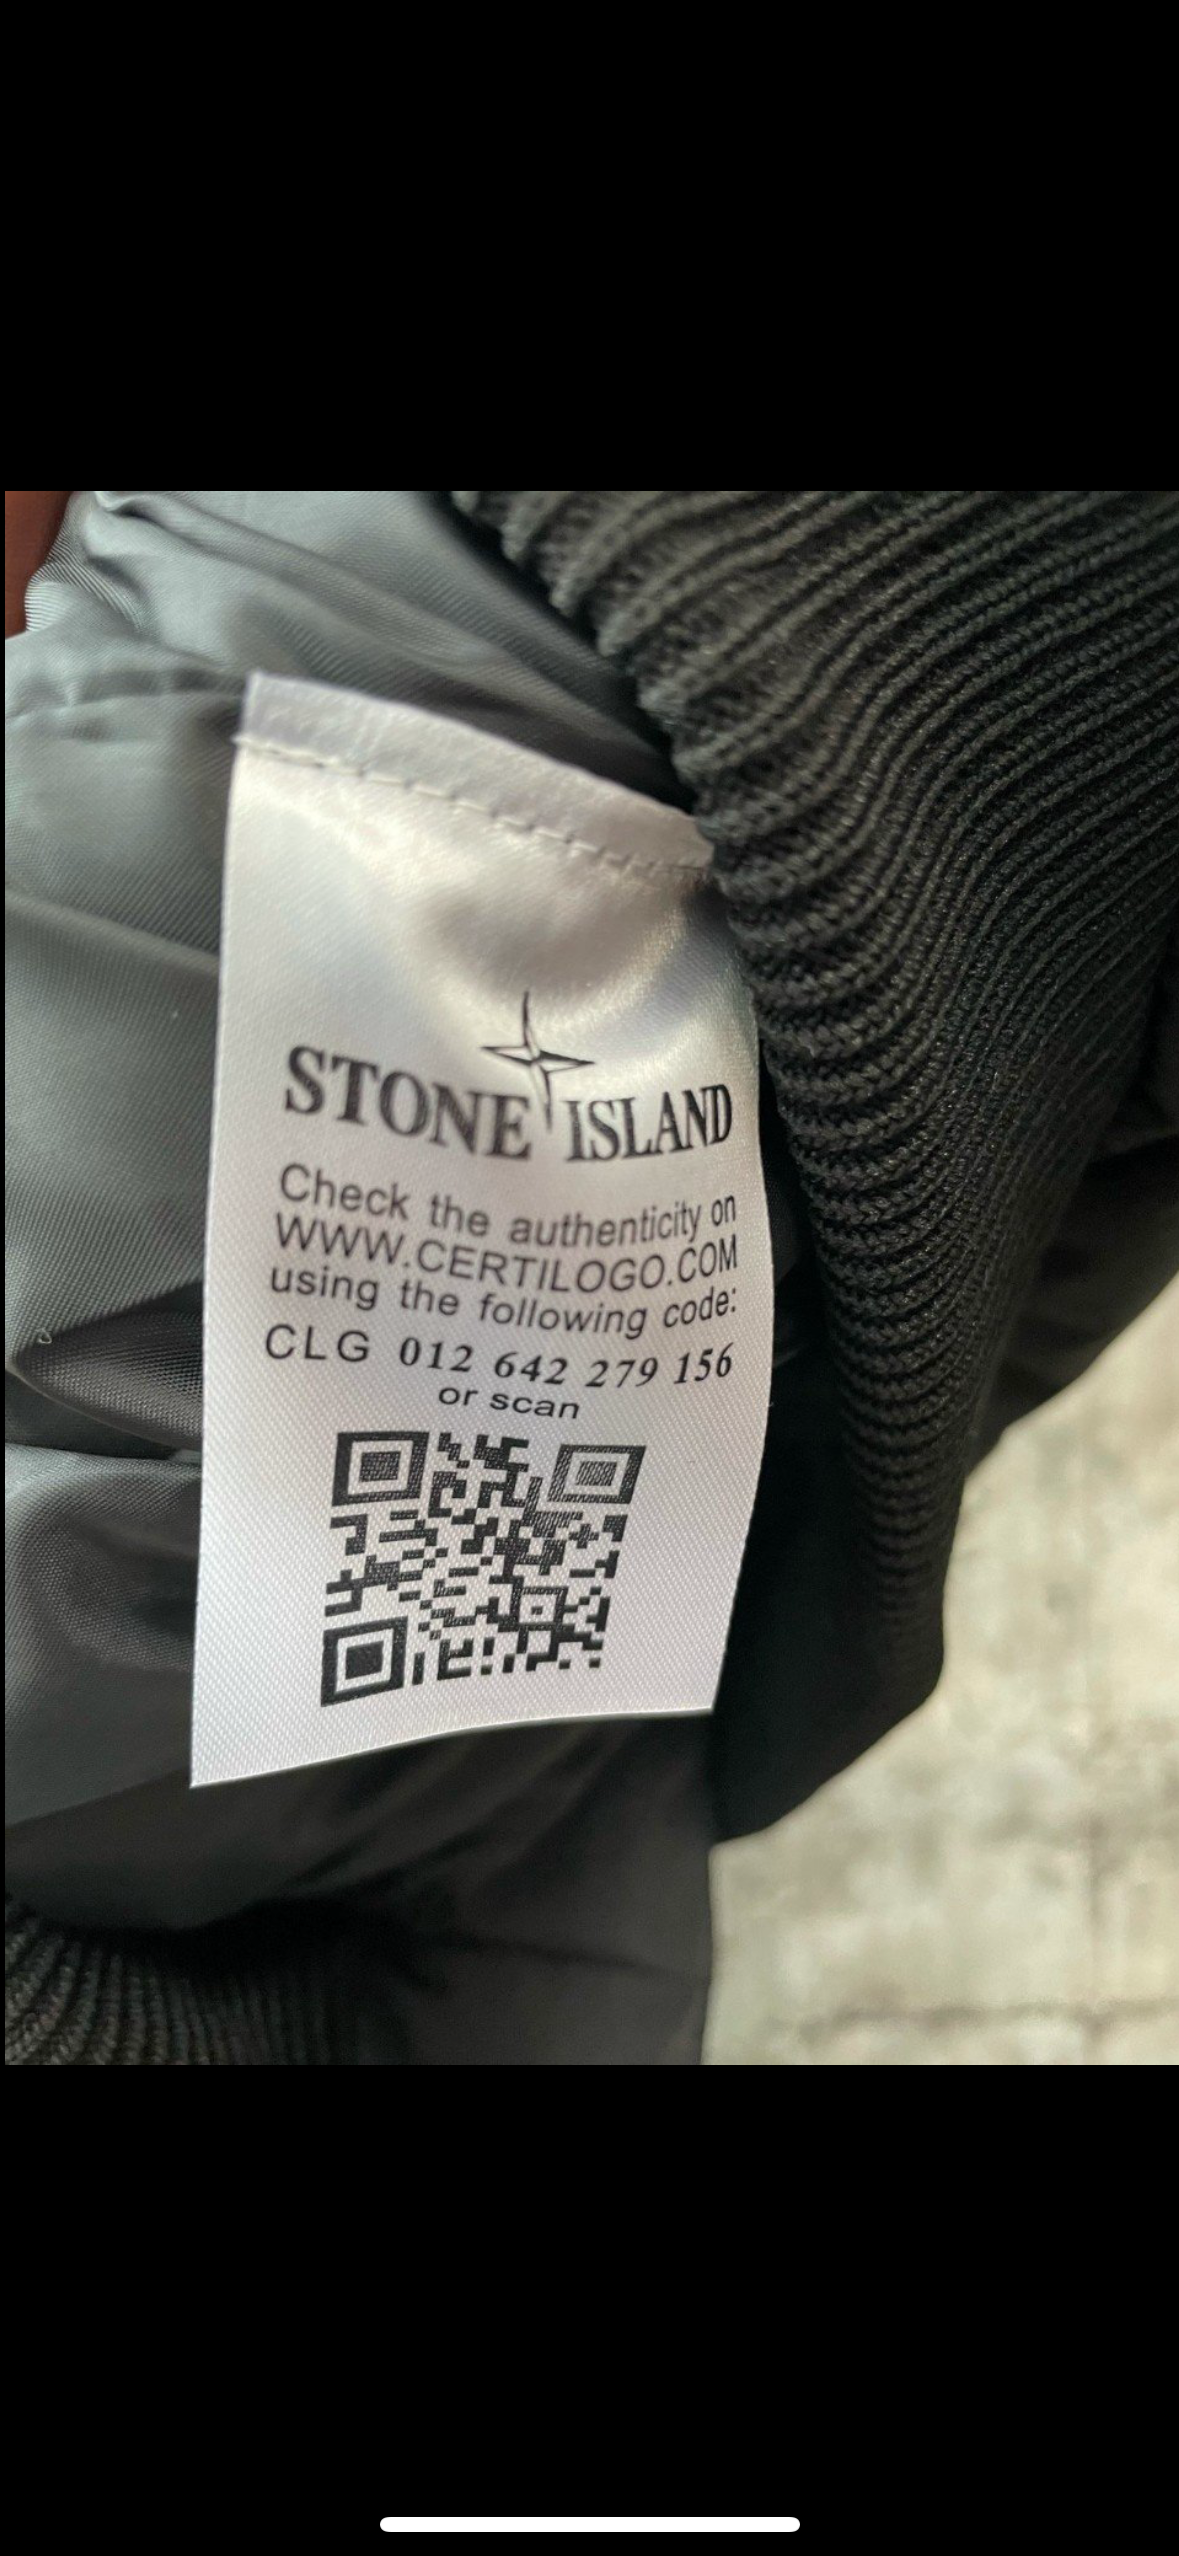 STONE ISLAND
Check the authenticity on
WWW.CERTILOGO.COM
using the following code:
CLG 012 642 279 156
or scan